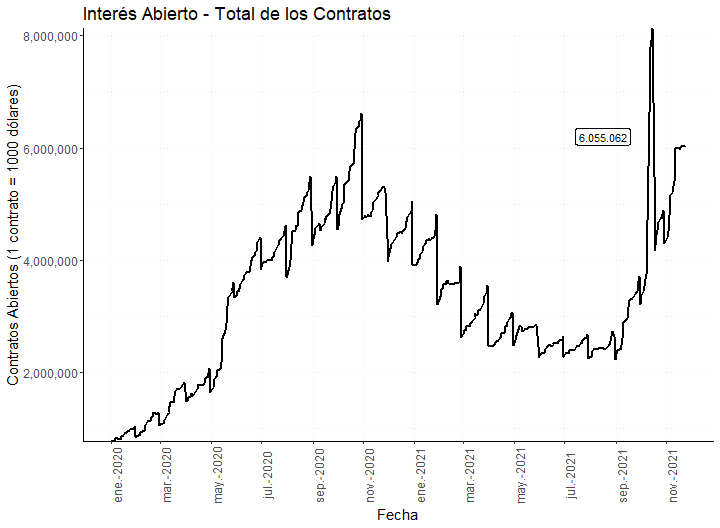 Interés Abierto - Total de los Contratos
Contratos Abiertos (1 contrato = 1000 dólares)
8,000,000
6,000,000
4,000,000
2,000,000
6.055.062
ene.-2020
mar.-2020
may.-2020
jul.-2020
sep.-2020
nov.-2020
ene.-2021
mar.-2021
may.-2021
jul.-2021
sep.-2021
nov.-2021
Fecha